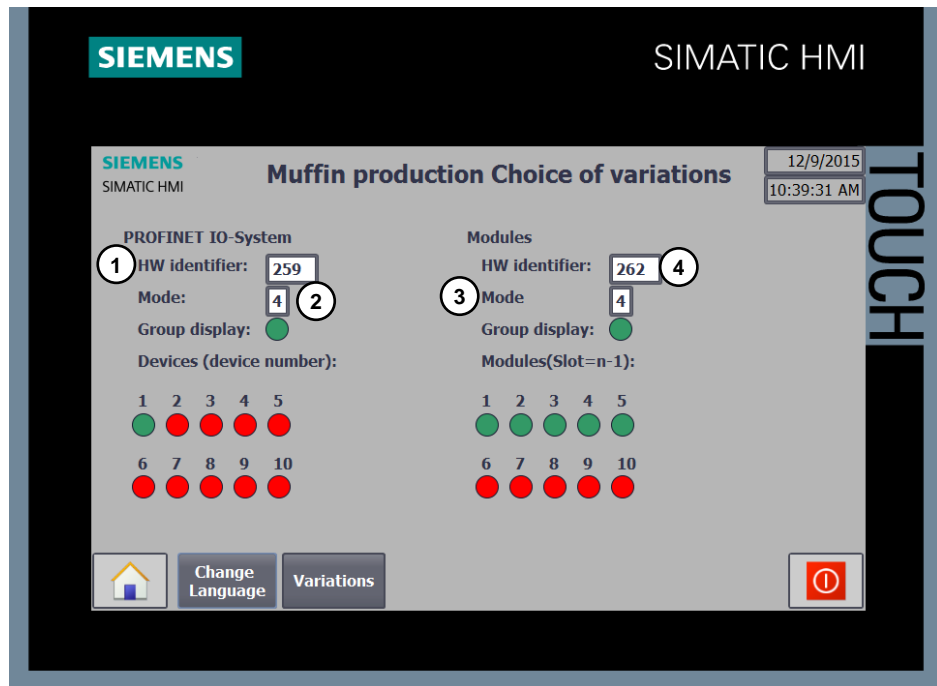 SIEMENS
SIMATIC HMI
TOUCH
SIEMENS
SIMATIC HMI
Muffin production Choice of variations
12/9/2015
10:39:31 AM
PROFINET IO-System
1 HW identifier: 259
Mode: 4 2
Group display:
Devices (device number):
1 2 3 4 5
6 7 8 9 10
Modules
HW identifier: 262 4
3 Mode 4
Group display:
Modules(Slot=n-1):
1 2 3 4 5
6 7 8 9 10
Change
Language
Variations